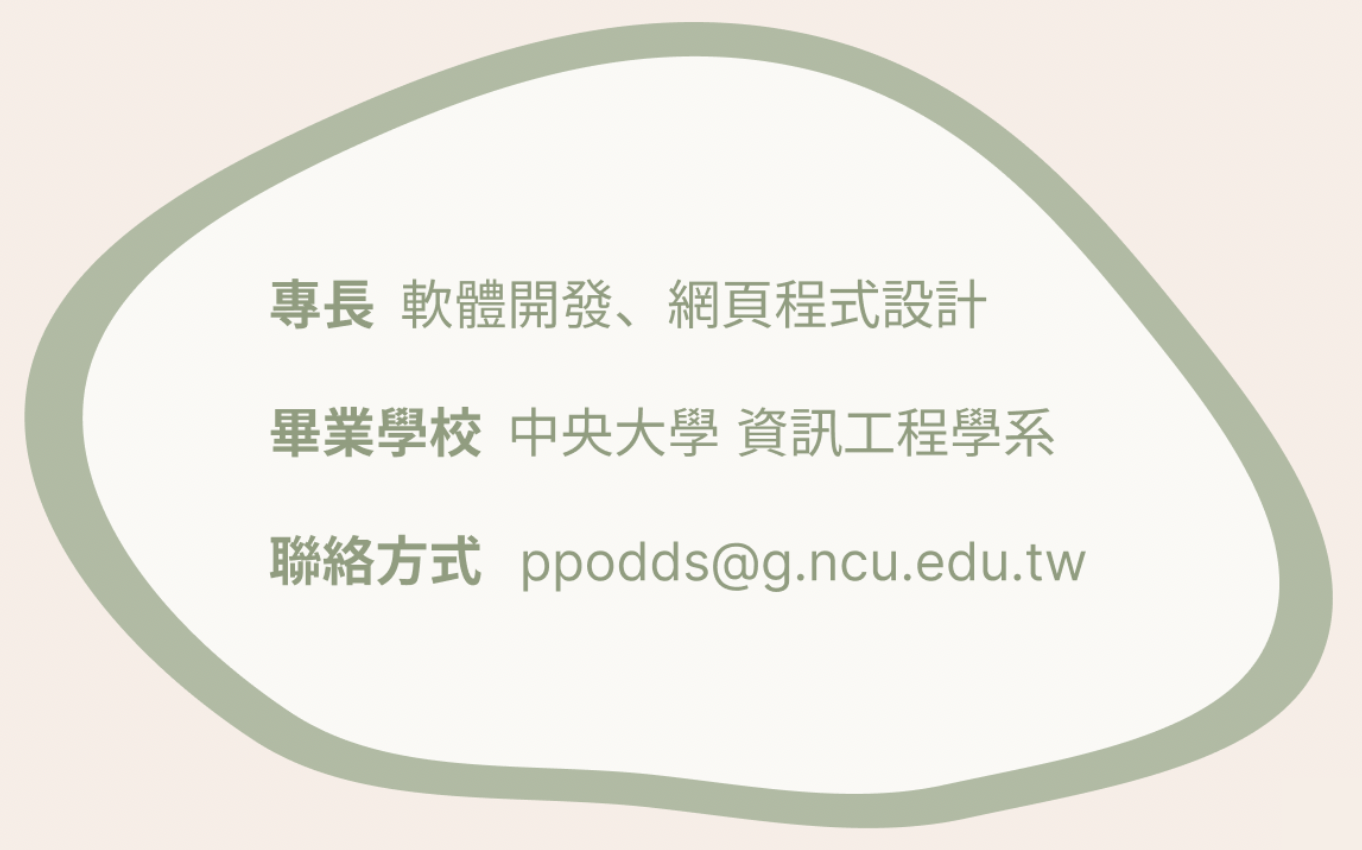 專長 軟體開發、網頁程式設計
畢業學校 中央大學 資訊工程學系
聯絡方式 ppodds@g.ncu.edu.tw